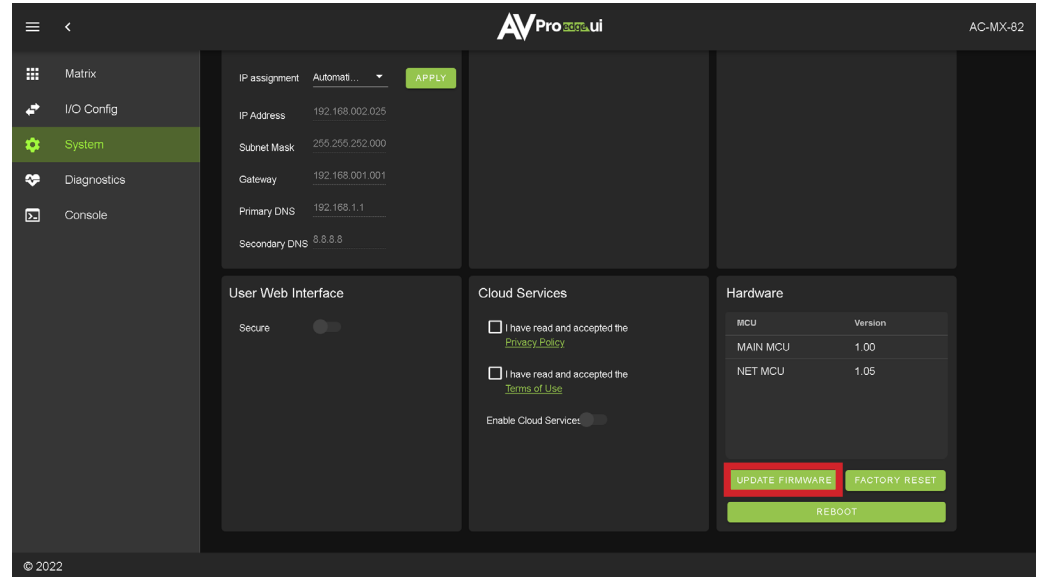 AVPro edge.ui
AC-MX-82
Matrix
I/O Config
System
Diagnostics
Console
IP assignment Automati... APPLY
IP Address 192.168.002.025
Subnet Mask 255.255.252.000
Gateway 192.168.001.001
Primary DNS 192.168.1.1
Secondary DNS 8.8.8.8
User Web Interface
Secure
Cloud Services
I have read and accepted the
Privacy Policy
I have read and accepted the
Terms of Use
Enable Cloud Services
Hardware
MCU Version
MAIN MCU 1.00
NET MCU 1.05
UPDATE FIRMWARE FACTORY RESET
REBOOT
© 2022